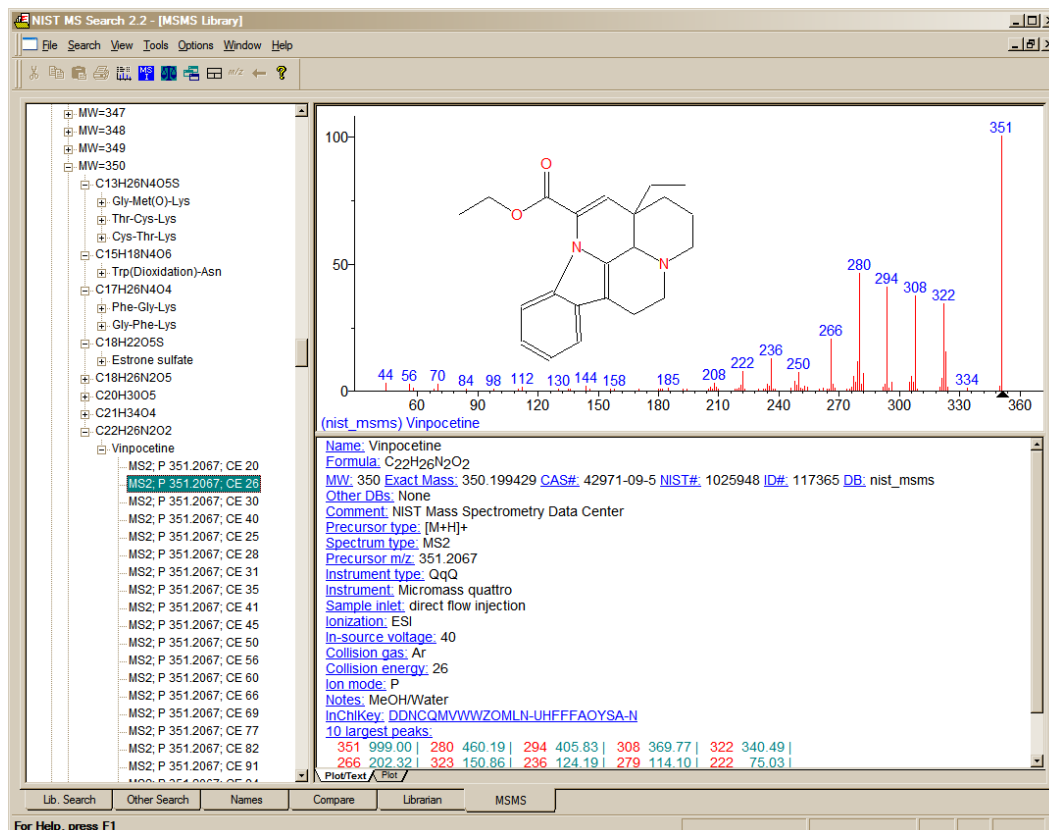 NIST MS Search 2.2 - [MSMS Library]
File Search View Tools Options Window Help
MS
m/z
MW=347
MW=348
MW=349
MW=350
C13H26N4O5S
Gly-Met(O)-Lys
Thr-Cys-Lys
Cys-Thr-Lys
C15H18N4O6
Trp(Dioxidation)-Asn
C17H26N4O4
Phe-Gly-Lys
Gly-Phe-Lys
C18H22O5S
Estrone sulfate
C18H26N2O5
C20H30O5
C21H34O4
C22H26N2O2
Vinpocetine
MS2; P 351.2067; CE 20
MS2; P 351.2067; CE 26
MS2; P 351.2067; CE 30
MS2; P 351.2067; CE 40
MS2; P 351.2067; CE 25
MS2; P 351.2067; CE 28
MS2; P 351.2067; CE 31
MS2; P 351.2067; CE 35
MS2; P 351.2067; CE 41
MS2; P 351.2067; CE 45
MS2; P 351.2067; CE 50
MS2; P 351.2067; CE 56
MS2; P 351.2067; CE 60
MS2; P 351.2067; CE 66
MS2; P 351.2067; CE 69
MS2; P 351.2067; CE 77
MS2; P 351.2067; CE 82
MS2; P 351.2067; CE 91
100
50
0
O
O
N
N
351
280 294 308 322
266
236
222 250
208
44 56 70 84 98 112 130 144 158 185 334
60 90 120 150 180 210 240 270 300 330 360
(nist_msms) Vinpocetine
Name: Vinpocetine
Formula: C22H26N2O2
MW: 350 Exact Mass: 350.199429 CAS#: 42971-09-5 NIST#: 1025948 ID#: 117365 DB: nist_msms
Other DBs: None
Comment: NIST Mass Spectrometry Data Center
Precursor type: [M+H]+
Spectrum type: MS2
Precursor m/z: 351.2067
Instrument type: QqQ
Instrument: Micromass quattro
Sample inlet: direct flow injection
Ionization: ESI
In-source voltage: 40
Collision gas: Ar
Collision energy: 26
Ion mode: P
Notes: MeOH/Water
InChIKey: DDNCQMVWWZOMLN-UHFFFAOYSA-N
10 largest peaks:
351 999.00 | 280 460.19 | 294 405.83 | 308 369.77 | 322 340.49 |
266 202.32 | 323 150.86 | 236 124.19 | 279 114.10 | 222 75.03 |
Plot/Text Plot
Lib. Search Other Search Names Compare Librarian MSMS
For Help, press F1